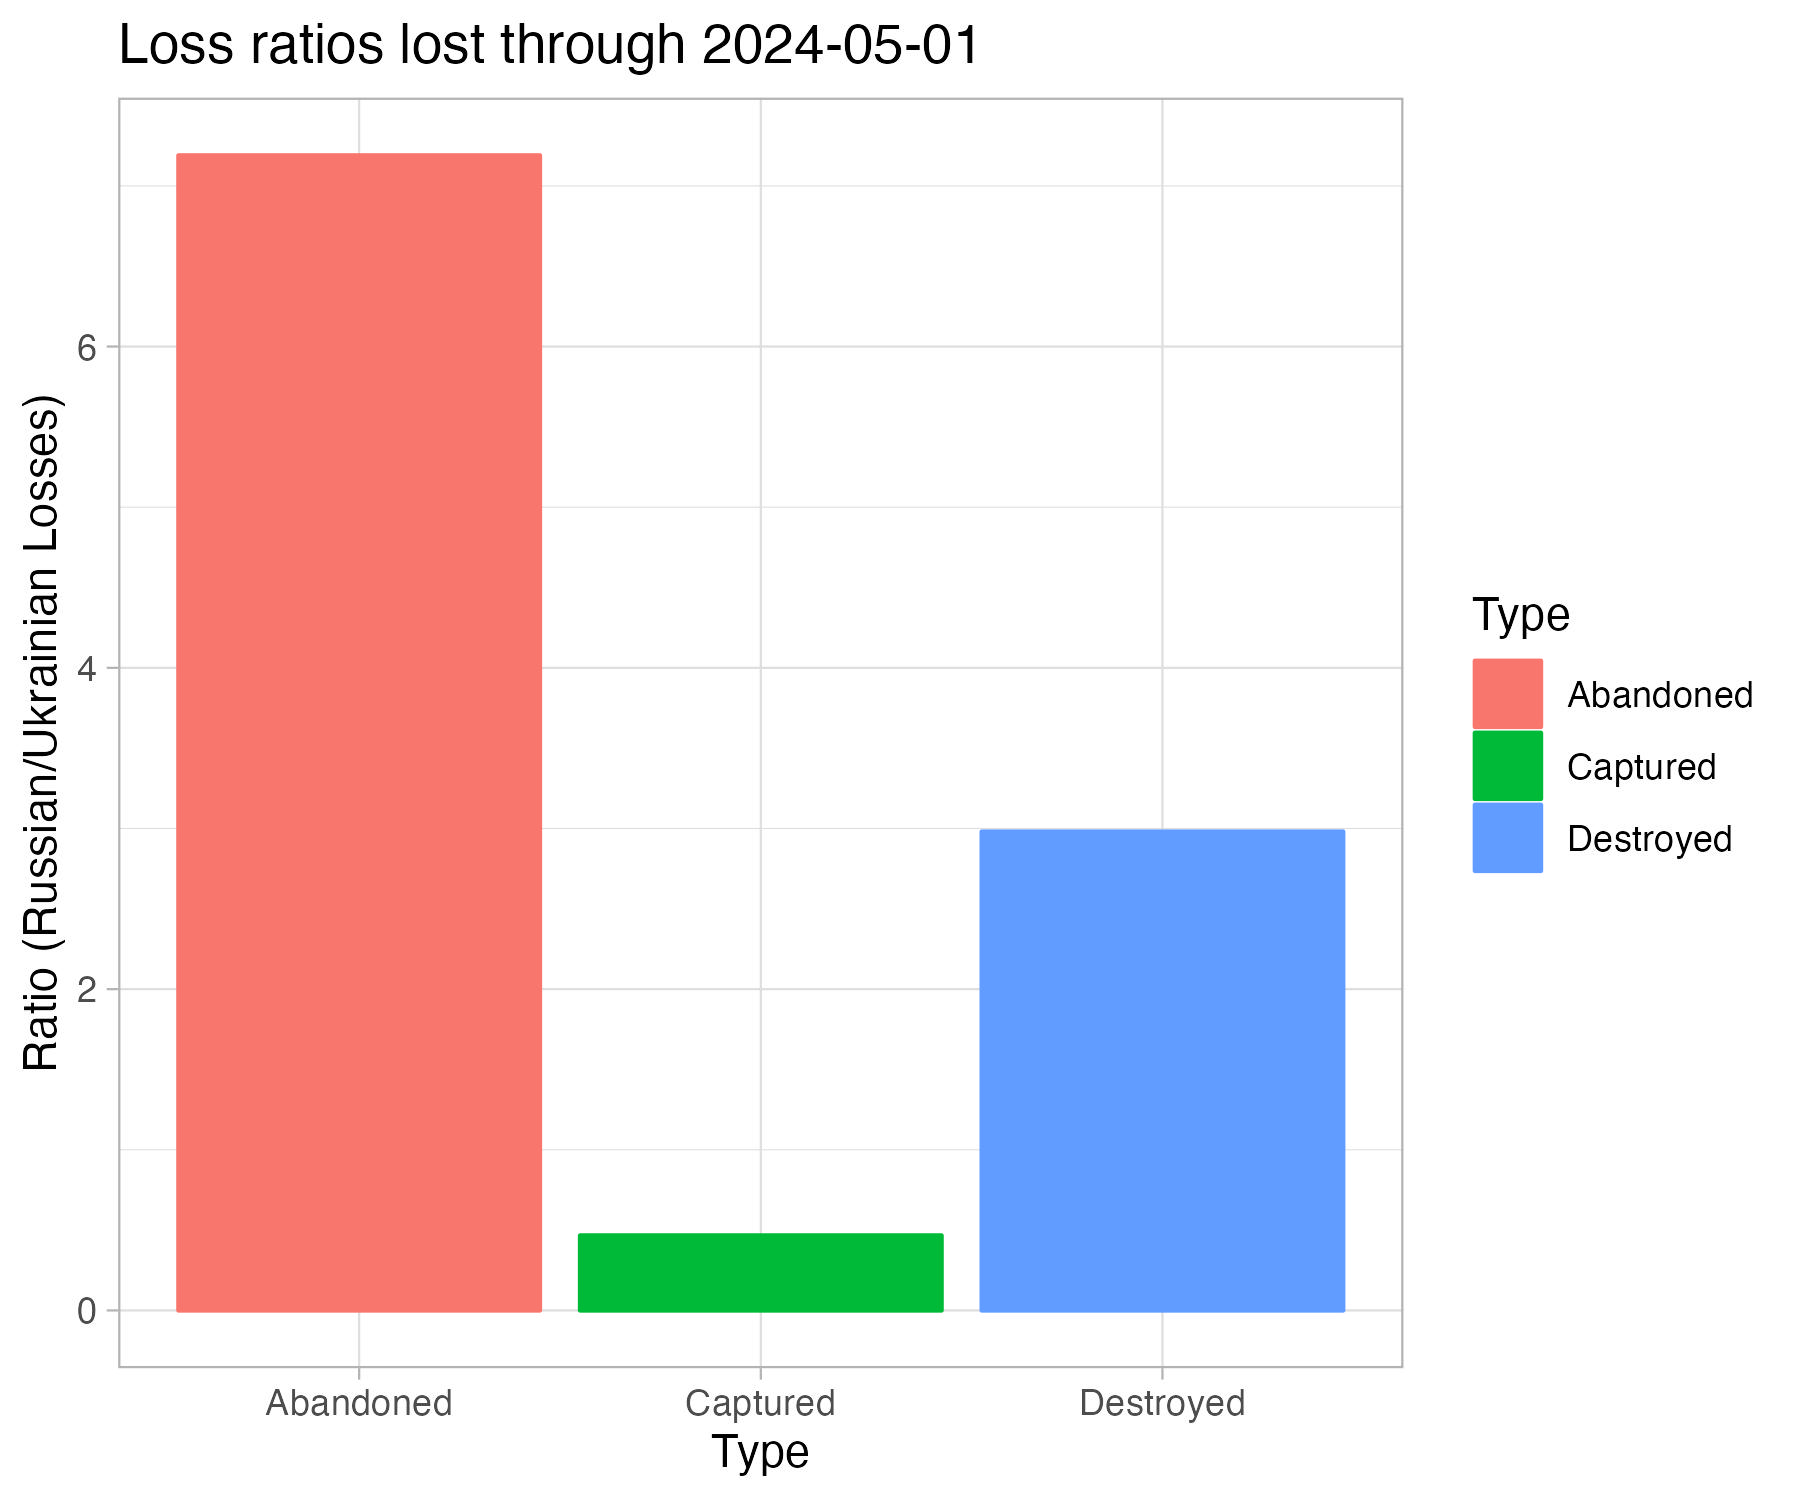 Loss ratios lost through 2024-05-01
Ratio (Russian/Ukrainian Losses)
6
4
2
0
Abandoned
Captured
Destroyed
Type
Type
Abandoned
Captured
Destroyed